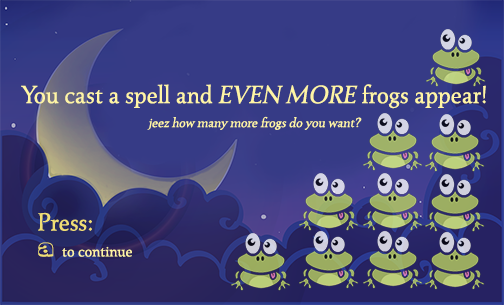 You cast a spell and EVEN MORE frogs appear!
jeez how many more frogs do you want?
Press:
a to continue